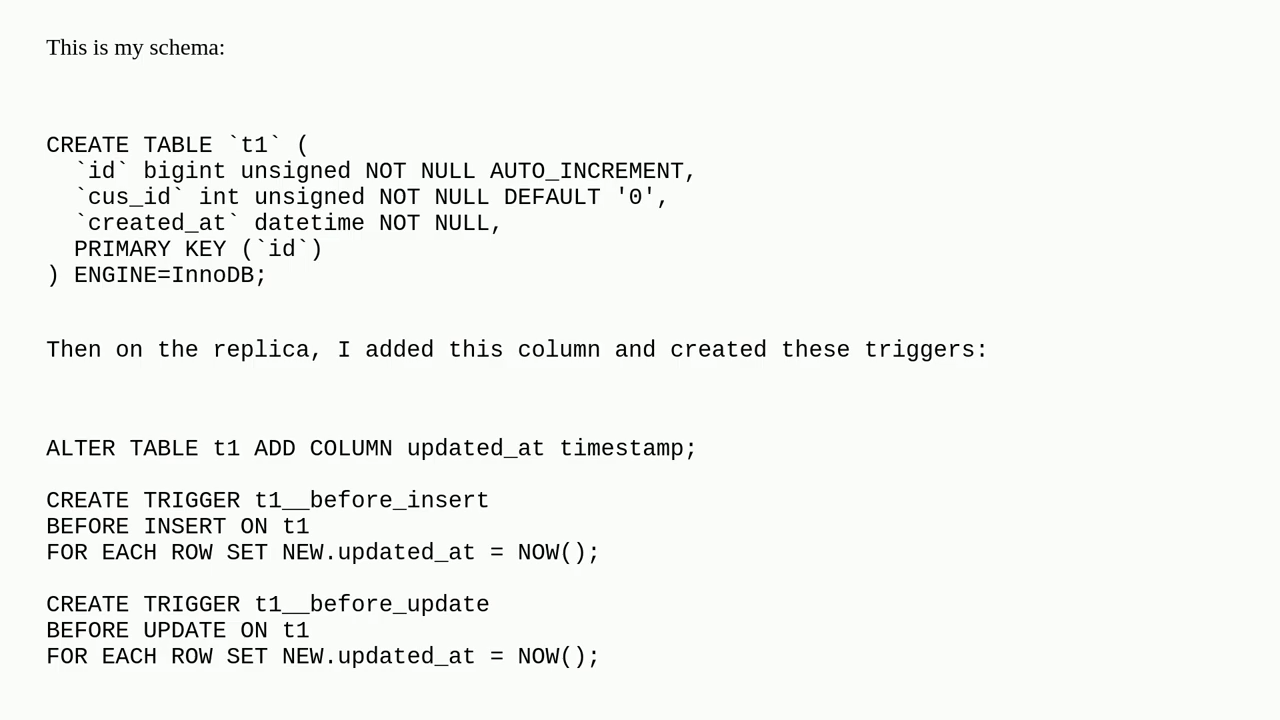 This is my schema:
CREATE TABLE `t1` (
  `id` bigint unsigned NOT NULL AUTO_INCREMENT,
  `cus_id` int unsigned NOT NULL DEFAULT '0',
  `created_at` datetime NOT NULL,
  PRIMARY KEY (`id`)
) ENGINE=InnoDB;
Then on the replica, I added this column and created these triggers:
ALTER TABLE t1 ADD COLUMN updated_at timestamp;
CREATE TRIGGER t1__before_insert
BEFORE INSERT ON t1
FOR EACH ROW SET NEW.updated_at = NOW();
CREATE TRIGGER t1__before_update
BEFORE UPDATE ON t1
FOR EACH ROW SET NEW.updated_at = NOW();